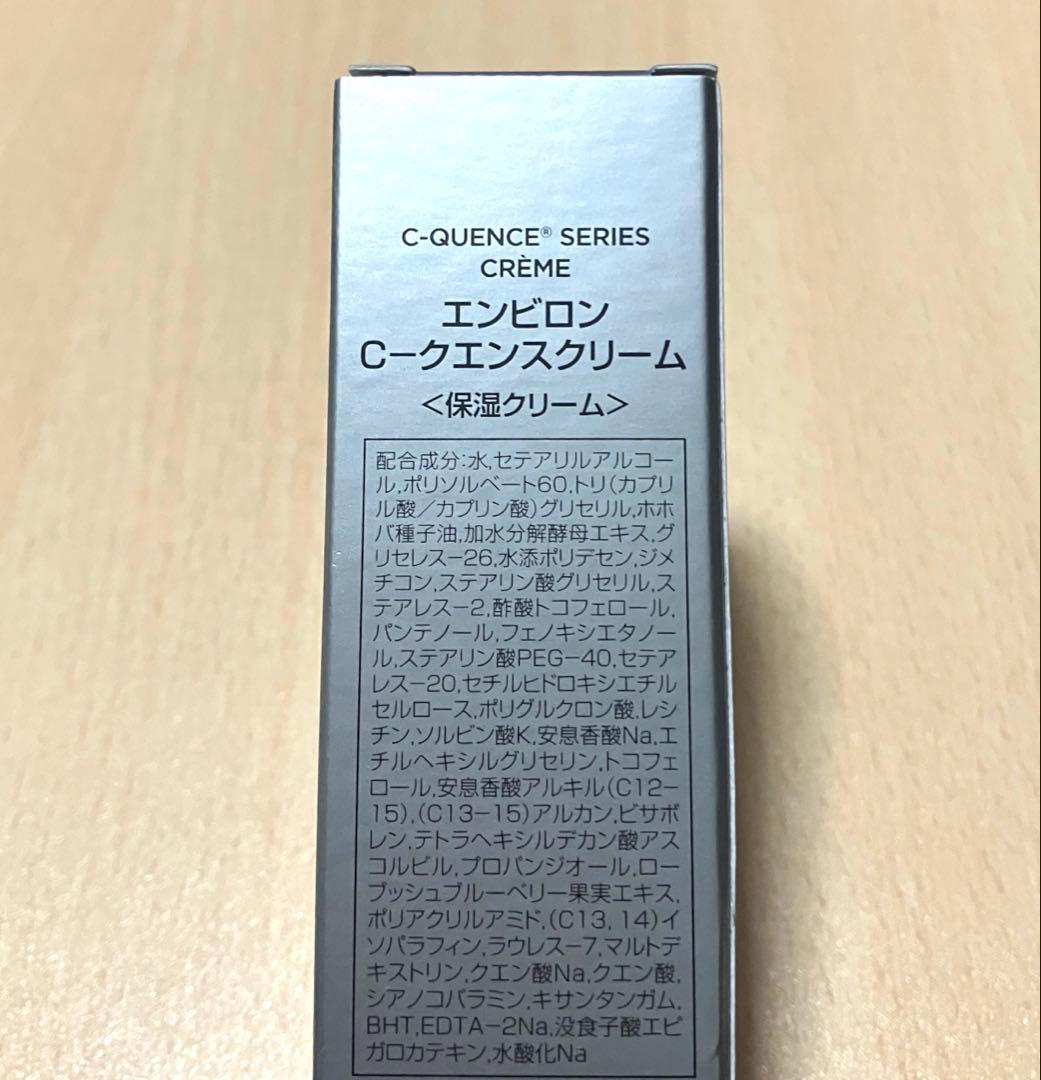 C-QUENCE® SERIES
CRÈME
エンビロン
C－クエンスクリーム
＜保湿クリーム＞
配合成分:水,セテアリルアルコー
ル,ポリソルベート60,トリ(カプリ
ル酸／カプリン酸)グリセリル,ホホ
バ種子油,加水分解酵母エキス,グ
リセレス－26,水添ポリデセン,ジメ
チコン,ステアリン酸グリセリル,ス
テアレス－2,酢酸トコフェロール,
パンテノール,フェノキシエタノー
ル,ステアリン酸PEG－40,セテア
レス－20,セチルヒドロキシエチル
セルロース,ポリグルクロン酸,レシ
チン,ソルビン酸K,安息香酸Na,エ
チルヘキシルグリセリン,トコフェ
ロール,安息香酸アルキル(C12－
15),(C13－15)アルカン,ビサボ
レン,テトラヘキシルデカン酸アス
コルビル,プロパンジオール,ロー
ブッシュブルーベリー果実エキス,
ポリアクリルアミド,(C13, 14)イ
ソパラフィン,ラウレス－7,マルトデ
キストリン,クエン酸Na,クエン酸,
シアノコバラミン,キサンタンガム,
BHT,EDTA－2Na,没食子酸エピ
ガロカテキン,水酸化Na